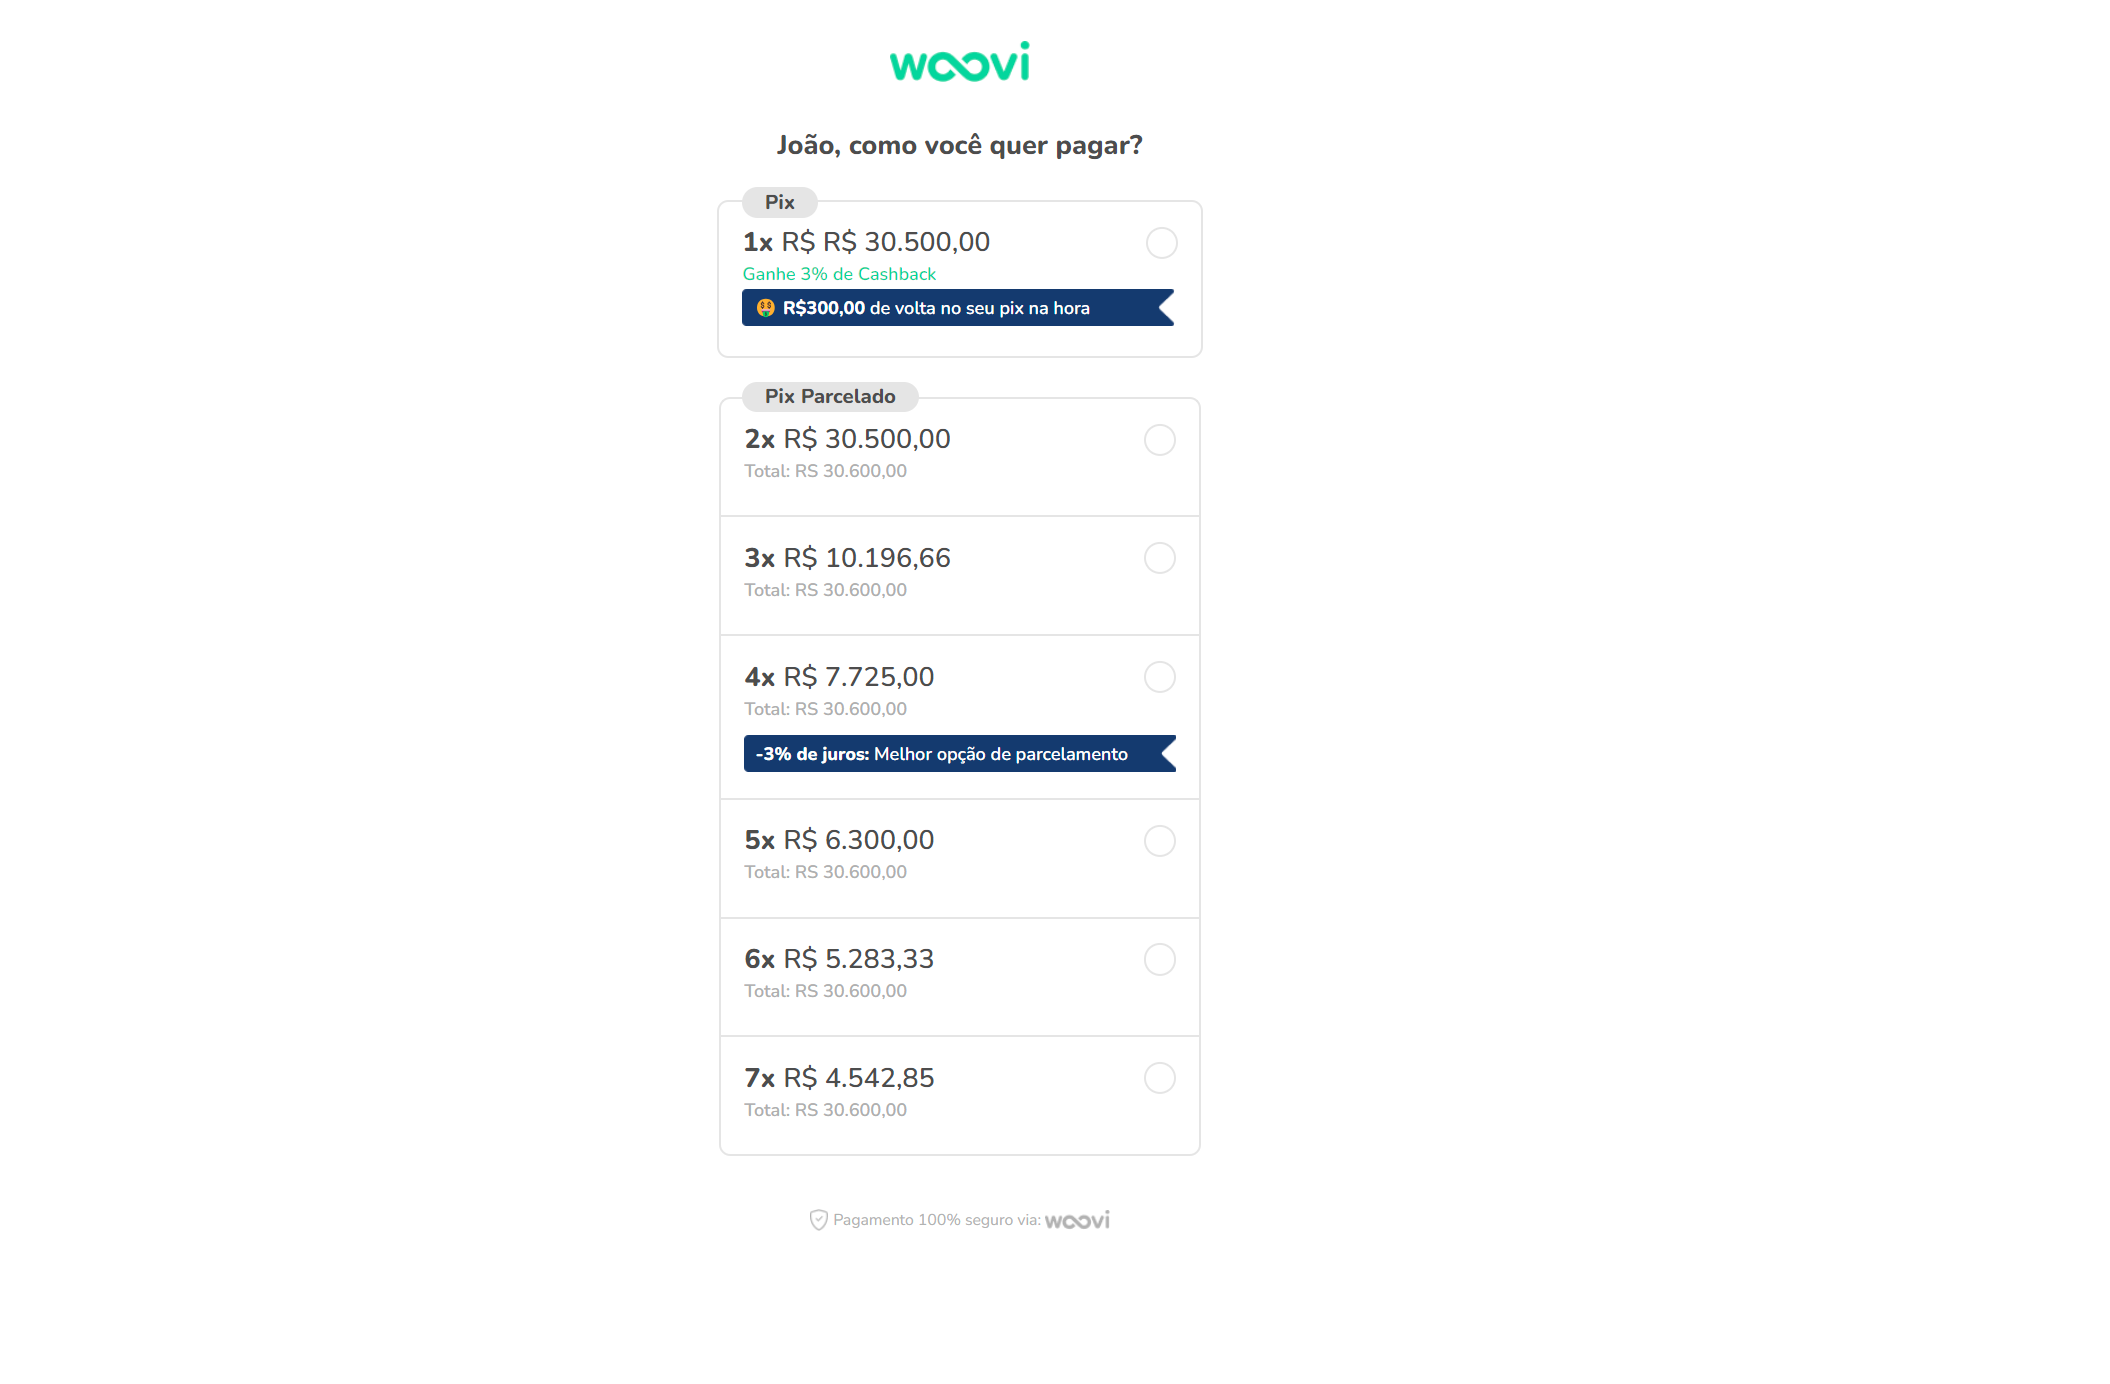 woovi
João, como você quer pagar?
Pix
1x R$ R$ 30.500,00
Ganhe 3% de Cashback
🤑 R$300,00 de volta no seu pix na hora
Pix Parcelado
2x R$ 30.500,00
Total: RS 30.600,00
3x R$ 10.196,66
Total: RS 30.600,00
4x R$ 7.725,00
Total: RS 30.600,00
-3% de juros: Melhor opção de parcelamento
5x R$ 6.300,00
Total: RS 30.600,00
6x R$ 5.283,33
Total: RS 30.600,00
7x R$ 4.542,85
Total: RS 30.600,00
Pagamento 100% seguro via: woovi